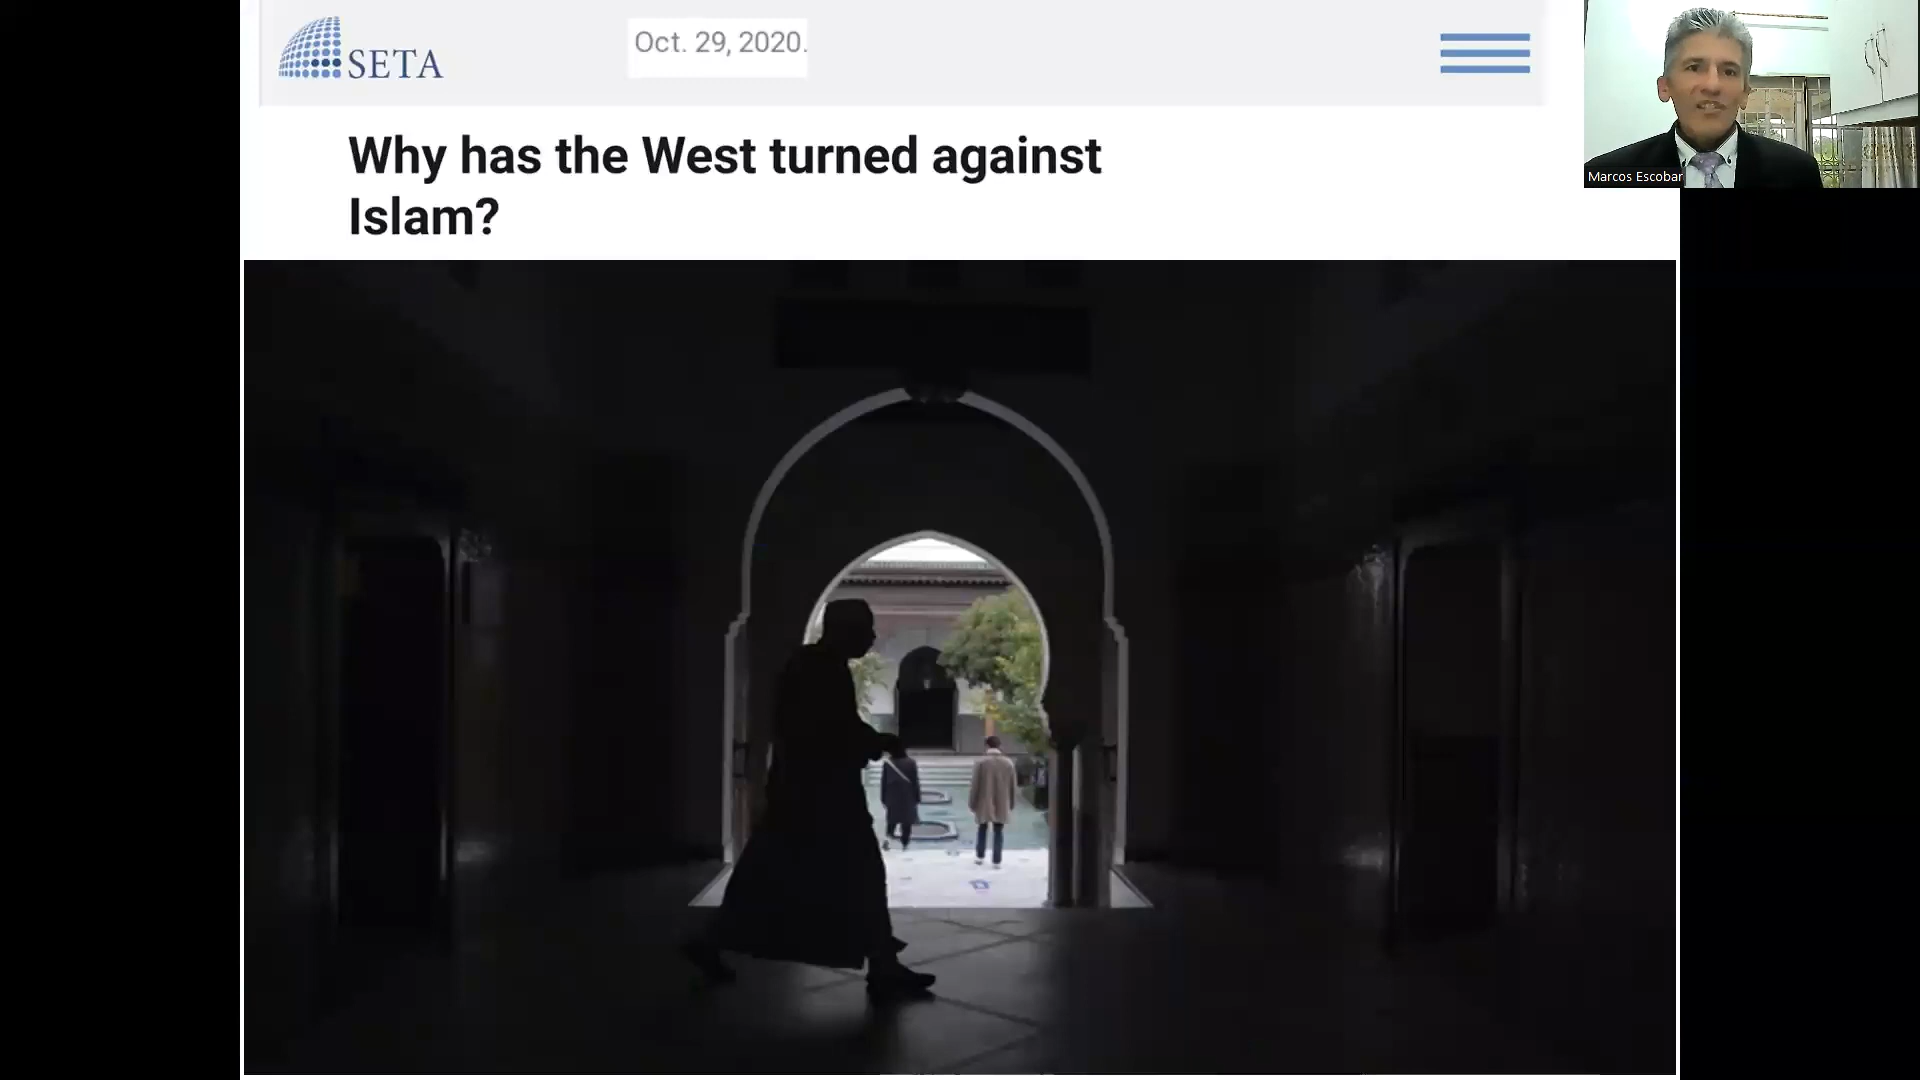 SETA
Oct. 29, 2020.
Marcos Escobar
Why has the West turned against
Islam?